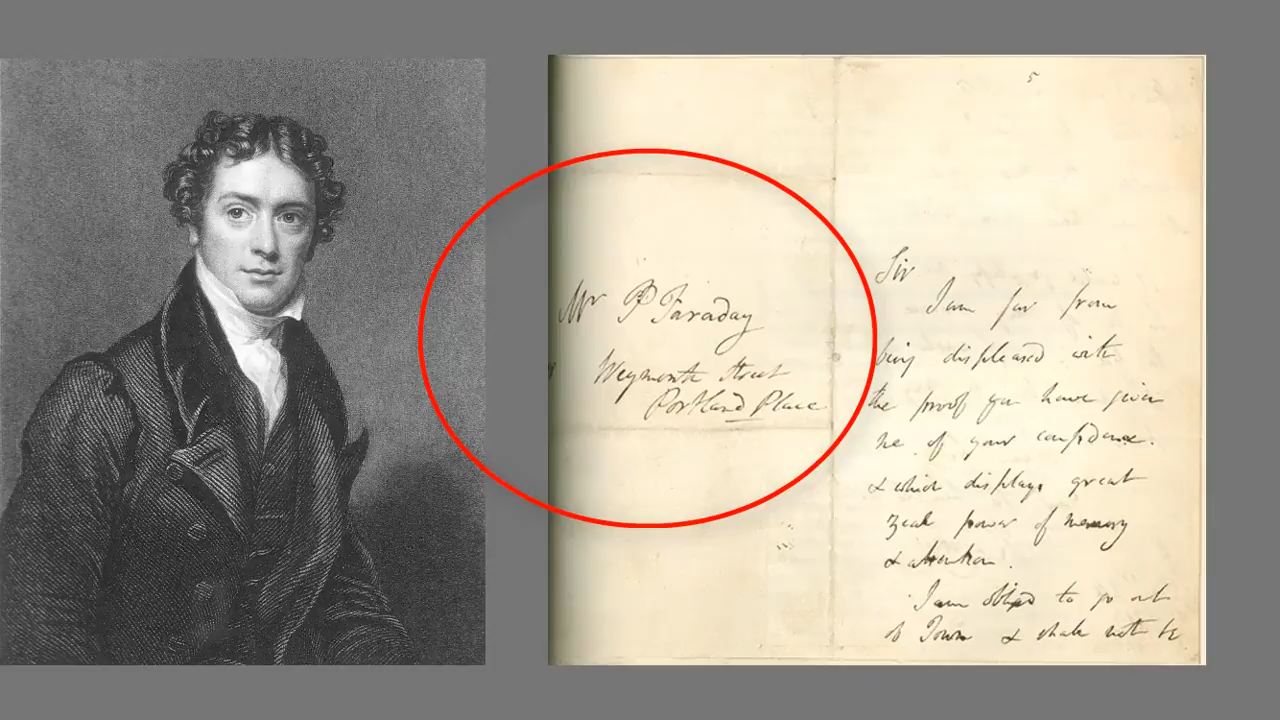 Mr P Faraday
Weymouth Street
Portland Place
5
Sir
I am far from
being displeased with
the proof you have given
me of your confidence.
& which displays great
zeal power of memory
& attention.
I am obliged to go out
of Town & shall not be